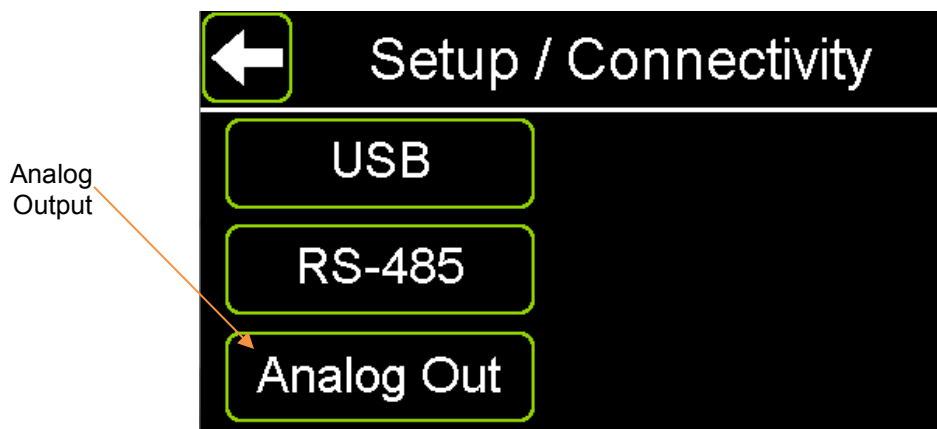 Setup / Connectivity
USB
Analog
Output
RS-485
Analog Out